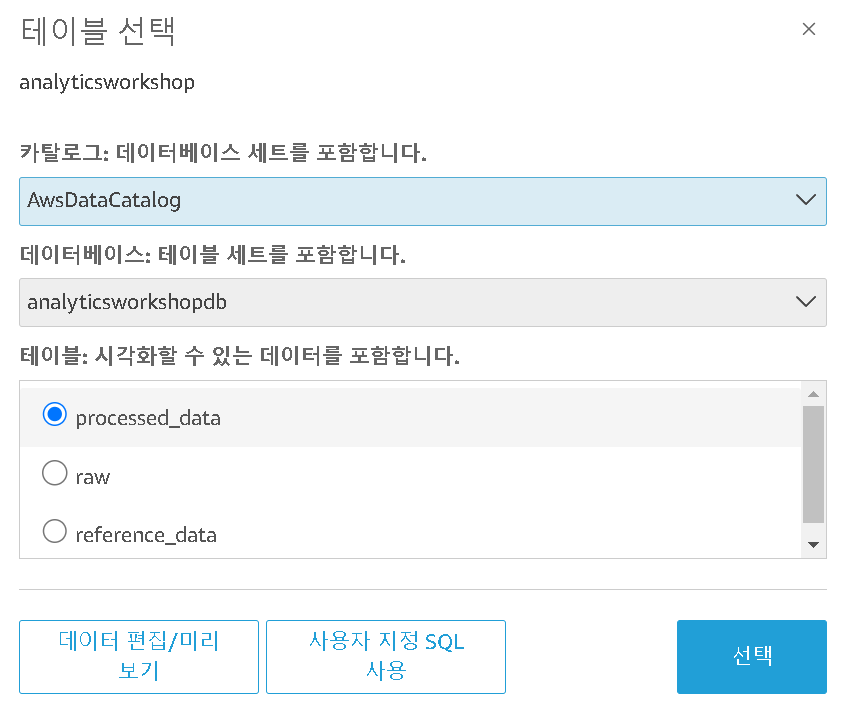 테이블 선택
analyticsworkshop
카탈로그: 데이터베이스 세트를 포함합니다.
AwsDataCatalog
데이터베이스: 테이블 세트를 포함합니다.
analyticsworkshopdb
테이블: 시각화할 수 있는 데이터를 포함합니다.
processed_data
raw
reference_data
데이터 편집/미리
보기
사용자 지정 SQL
사용
선택